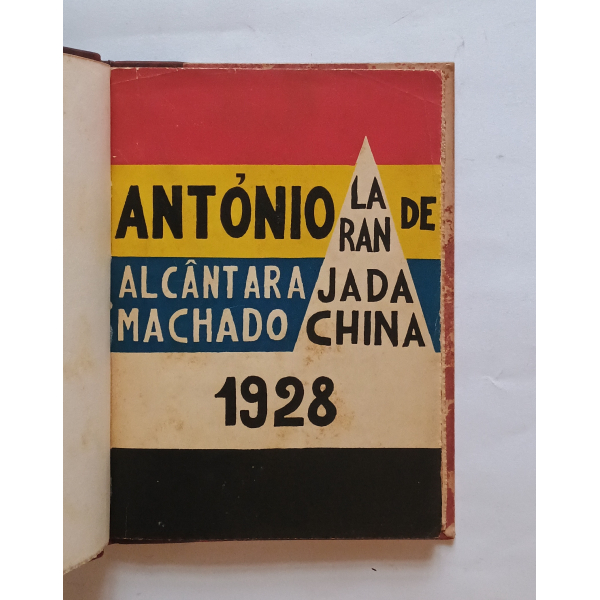 ANTÓNIO DE
ALCÂNTARA
MACHADO
LA
RAN
JADA
CHINA
1928